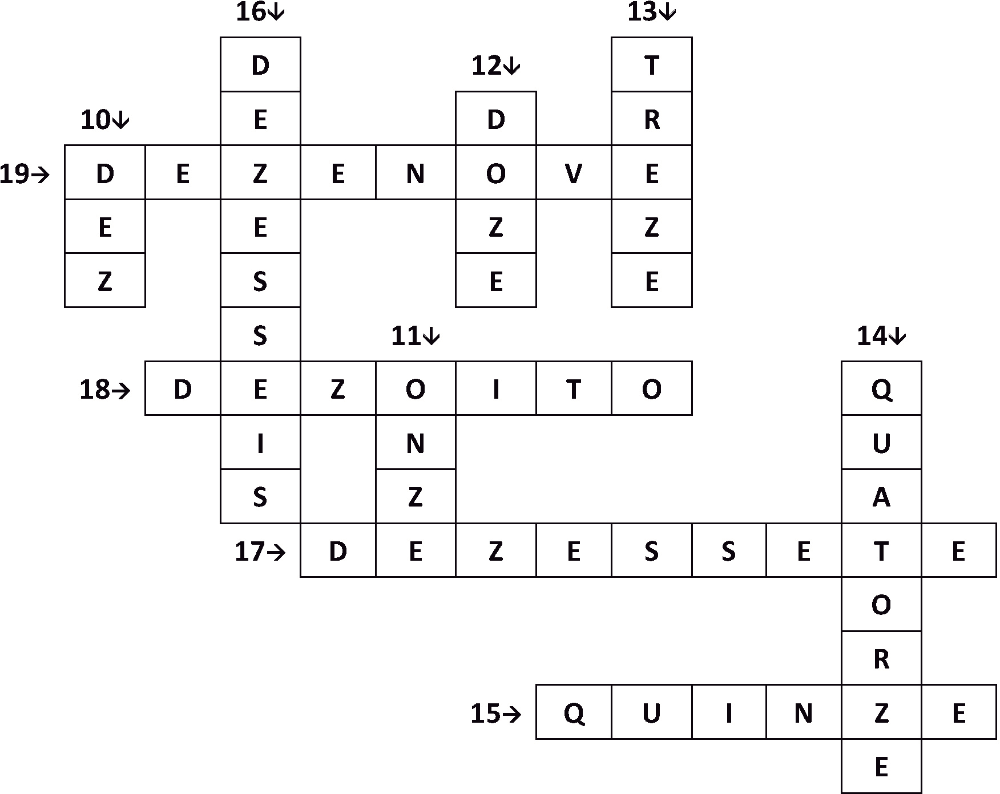 16↓ 13↓
D 12↓ T
10↓ E D R
19→ D E Z E N O V E
E E Z Z
Z S E E
S 11↓ 14↓
18→ D E Z O I T O Q
I N U
S Z A
17→ D E Z E S S E T E
O
R
15→ Q U I N Z E
E